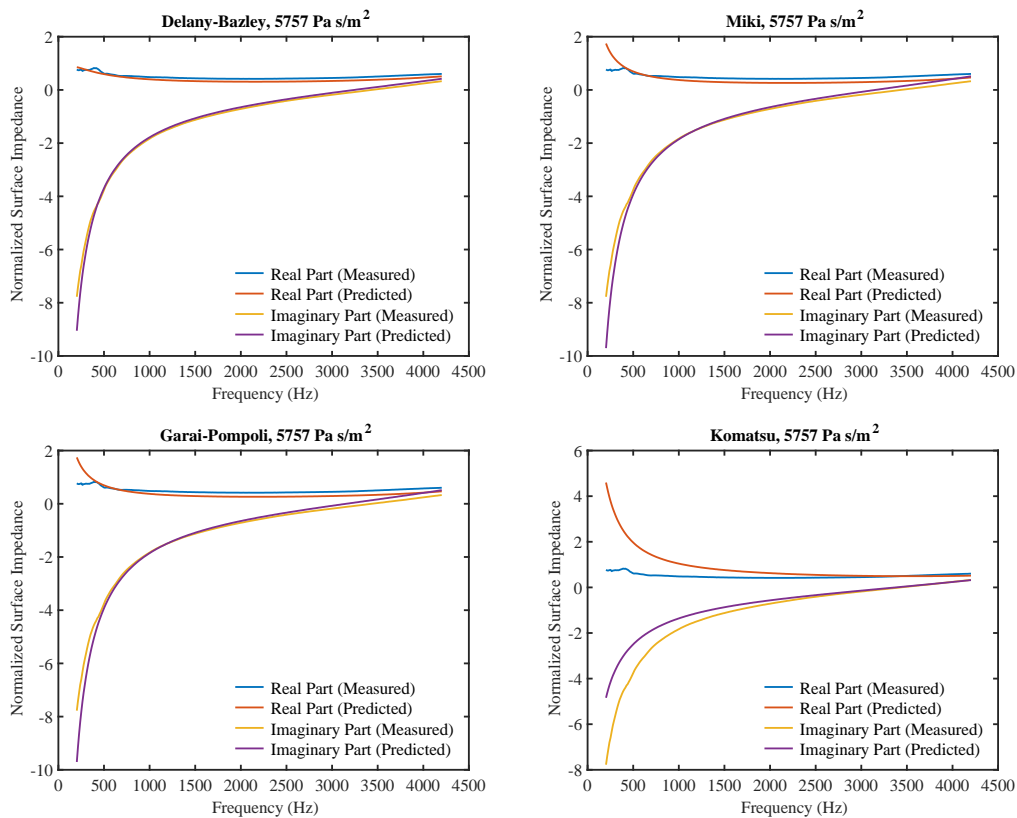 Delany-Bazley, 5757 Pa s/m²
Normalized Surface Impedance
2
0
-2
-4
-6
-8
-10
0 500 1000 1500 2000 2500 3000 3500 4000 4500
Frequency (Hz)
Real Part (Measured)
Real Part (Predicted)
Imaginary Part (Measured)
Imaginary Part (Predicted)
Miki, 5757 Pa s/m²
Normalized Surface Impedance
2
0
-2
-4
-6
-8
-10
0 500 1000 1500 2000 2500 3000 3500 4000 4500
Frequency (Hz)
Real Part (Measured)
Real Part (Predicted)
Imaginary Part (Measured)
Imaginary Part (Predicted)
Garai-Pompoli, 5757 Pa s/m²
Normalized Surface Impedance
2
0
-2
-4
-6
-8
-10
0 500 1000 1500 2000 2500 3000 3500 4000 4500
Frequency (Hz)
Real Part (Measured)
Real Part (Predicted)
Imaginary Part (Measured)
Imaginary Part (Predicted)
Komatsu, 5757 Pa s/m²
Normalized Surface Impedance
6
4
2
0
-2
-4
-6
-8
0 500 1000 1500 2000 2500 3000 3500 4000 4500
Frequency (Hz)
Real Part (Measured)
Real Part (Predicted)
Imaginary Part (Measured)
Imaginary Part (Predicted)